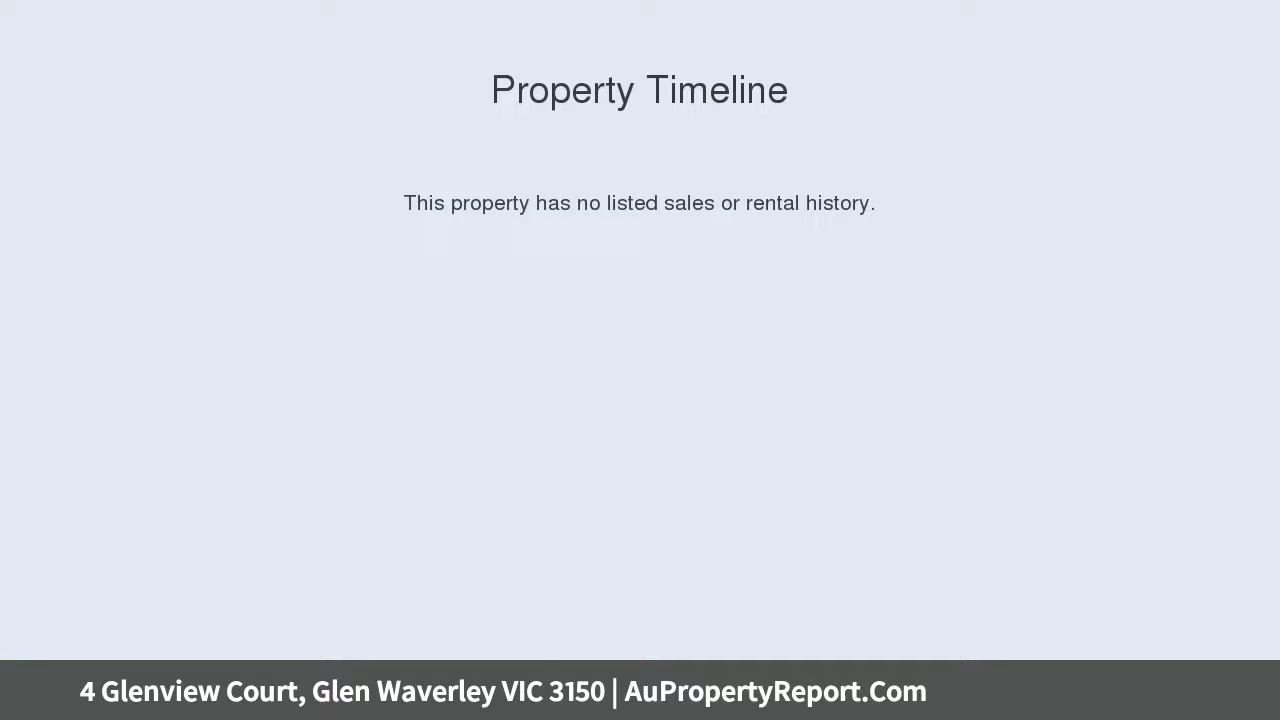 Property Timeline
This property has no listed sales or rental history.
4 Glenview Court, Glen Waverley VIC 3150 | AuPropertyReport.Com